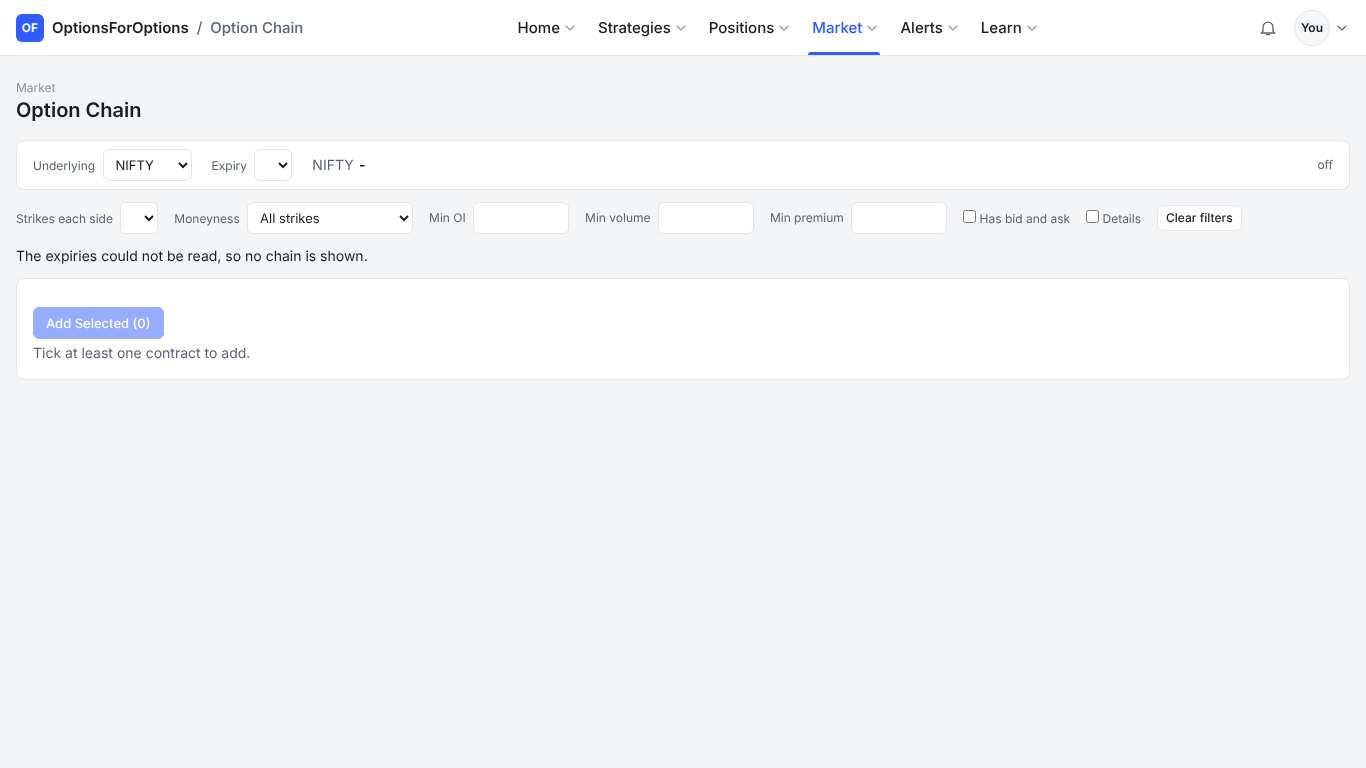 OF OptionsForOptions / Option Chain Home Strategies Positions Market Alerts Learn You
Market
Option Chain
Underlying NIFTY Expiry NIFTY - off
Strikes each side Moneyness All strikes Min OI Min volume Min premium Has bid and ask Details Clear filters
The expiries could not be read, so no chain is shown.
Add Selected (0)
Tick at least one contract to add.